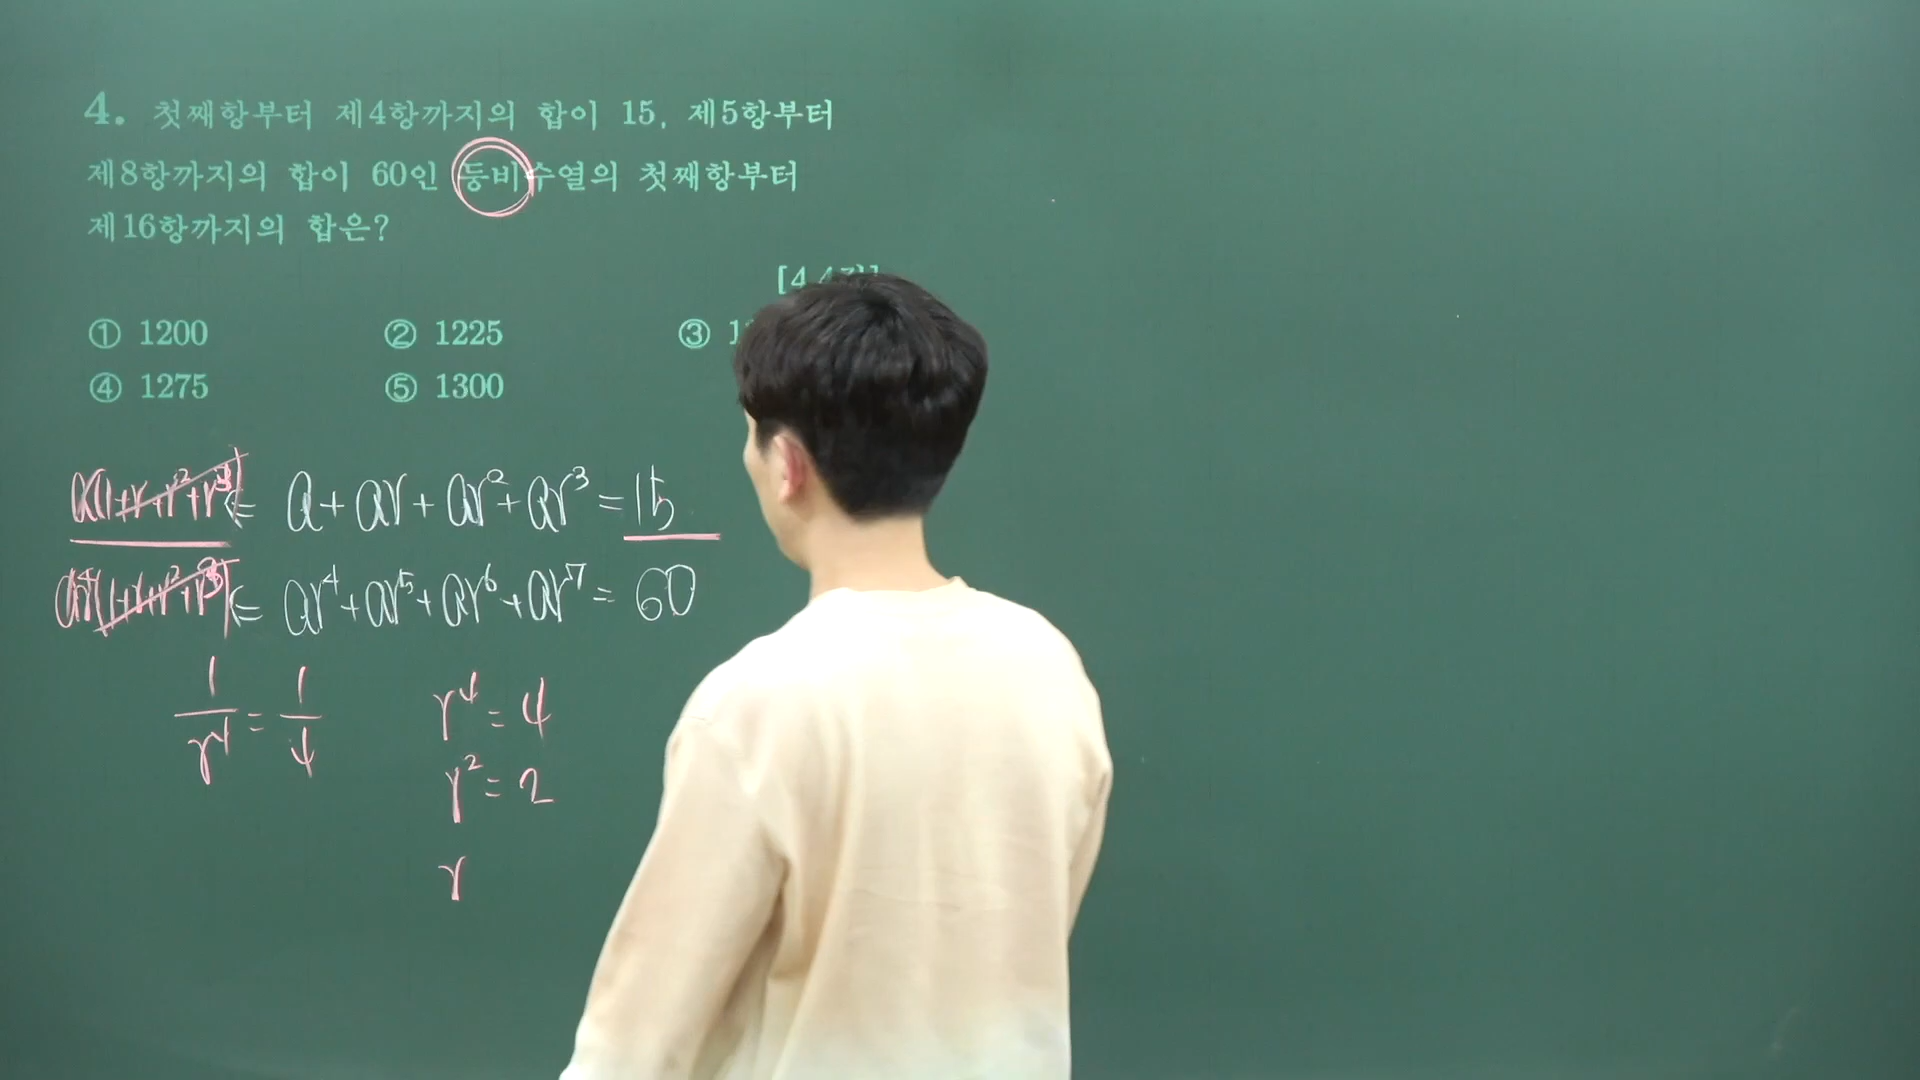 4. 첫째항부터 제4항까지의 합이 15, 제5항부터
제8항까지의 합이 60인 등비수열의 첫째항부터
제16항까지의 합은?
[4.4점]
① 1200 ② 1225 ③
④ 1275 ⑤ 1300
a(1+r+r²+r³) = a+ar+ar²+ar³=15
ar⁴(1+r+r²+r³) = ar⁴+ar⁵+ar⁶+ar⁷=60
1/r⁴ = 1/4 r⁴=4
r²=2
r